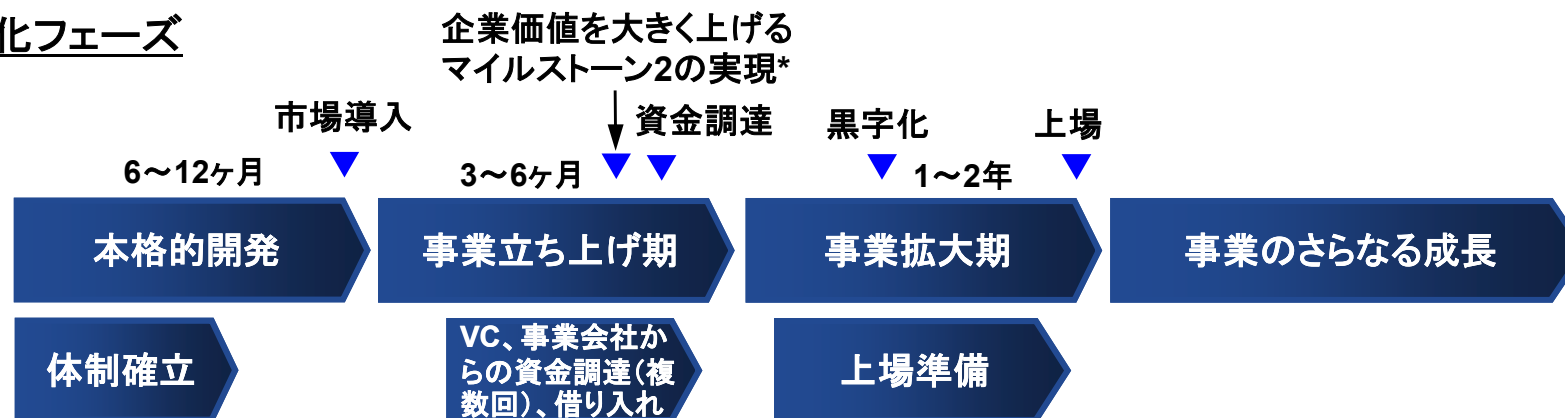 化フェーズ
企業価値を大きく上げる
マイルストーン2の実現*
市場導入
資金調達
黒字化
上場
6～12ヶ月
3～6ヶ月
1～2年
本格的開発
事業立ち上げ期
事業拡大期
事業のさらなる成長
体制確立
VC、事業会社か
らの資金調達(複
数回)、借り入れ
上場準備